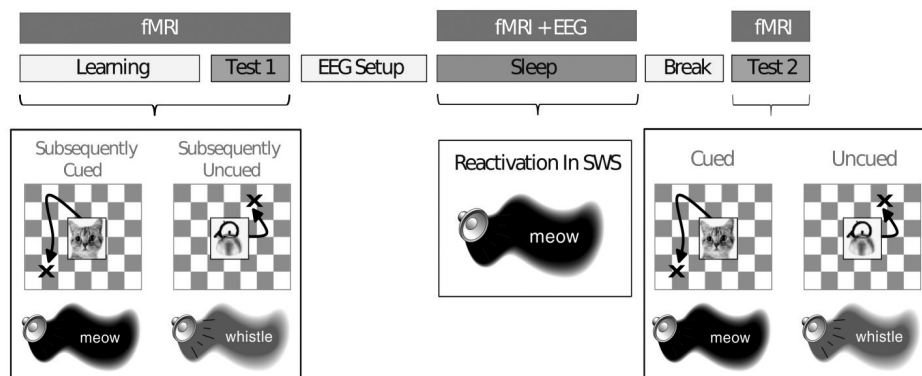 fMRI
fMRI + EEG
fMRI
Learning
Test 1
EEG Setup
Sleep
Break
Test 2
Subsequently
Cued
Subsequently
Uncued
meow
whistle
Reactivation In SWS
meow
Cued
Uncued
meow
whistle